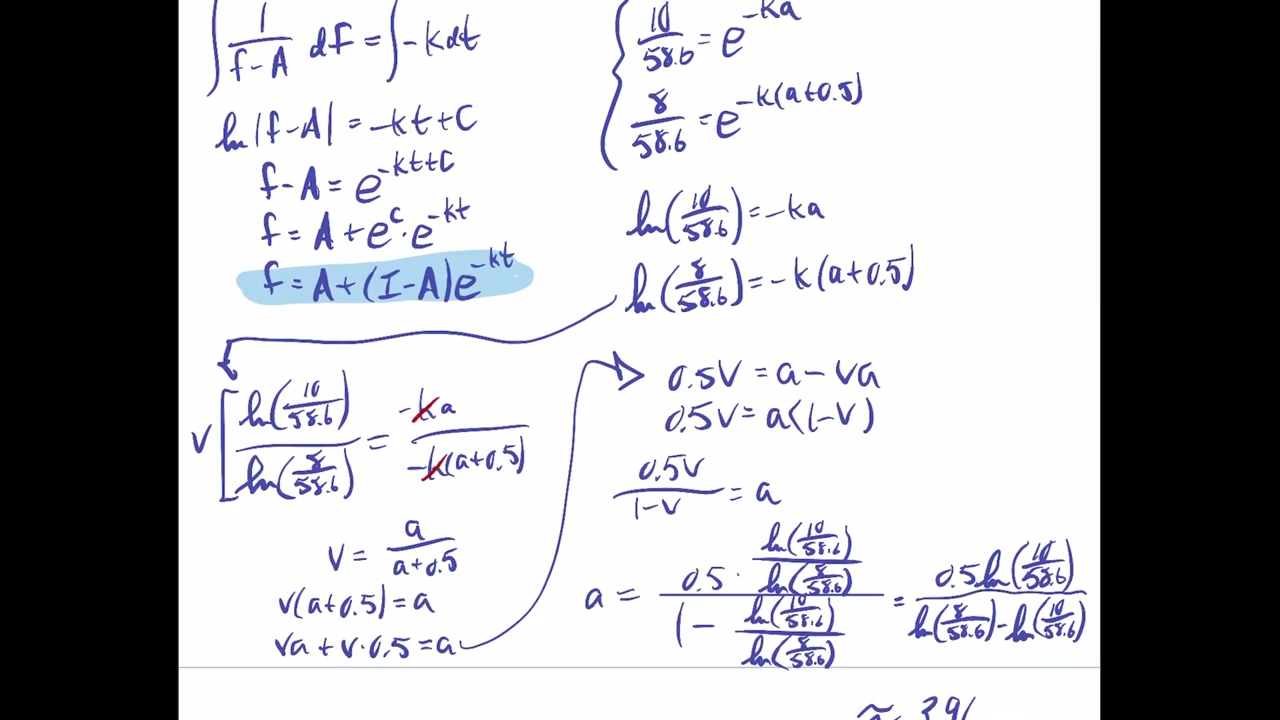 ∫ 1/(f-A) df = ∫ -k dt
ln|f-A| = -kt+C
f-A = e^(-kt+C)
f = A + e^C · e^(-kt)
f = A + (I-A)e^(-kt)
{ 10/58.6 = e^(-ka)
8/58.6 = e^(-k(a+0.5))
ln(10/58.6) = -ka
ln(8/58.6) = -k(a+0.5)
v [ ln(10/58.6) / ln(8/58.6) = -ka / -k(a+0.5)
v = a/(a+0.5)
v(a+0.5) = a
va + v·0.5 = a
0.5v = a - va
0.5v = a(1-v)
0.5v/(1-v) = a
a = (0.5 · ln(10/58.6)/ln(8/58.6)) / (1 - ln(10/58.6)/ln(8/58.6)) = 0.5ln(10/58.6) / (ln(8/58.6) - ln(10/58.6))